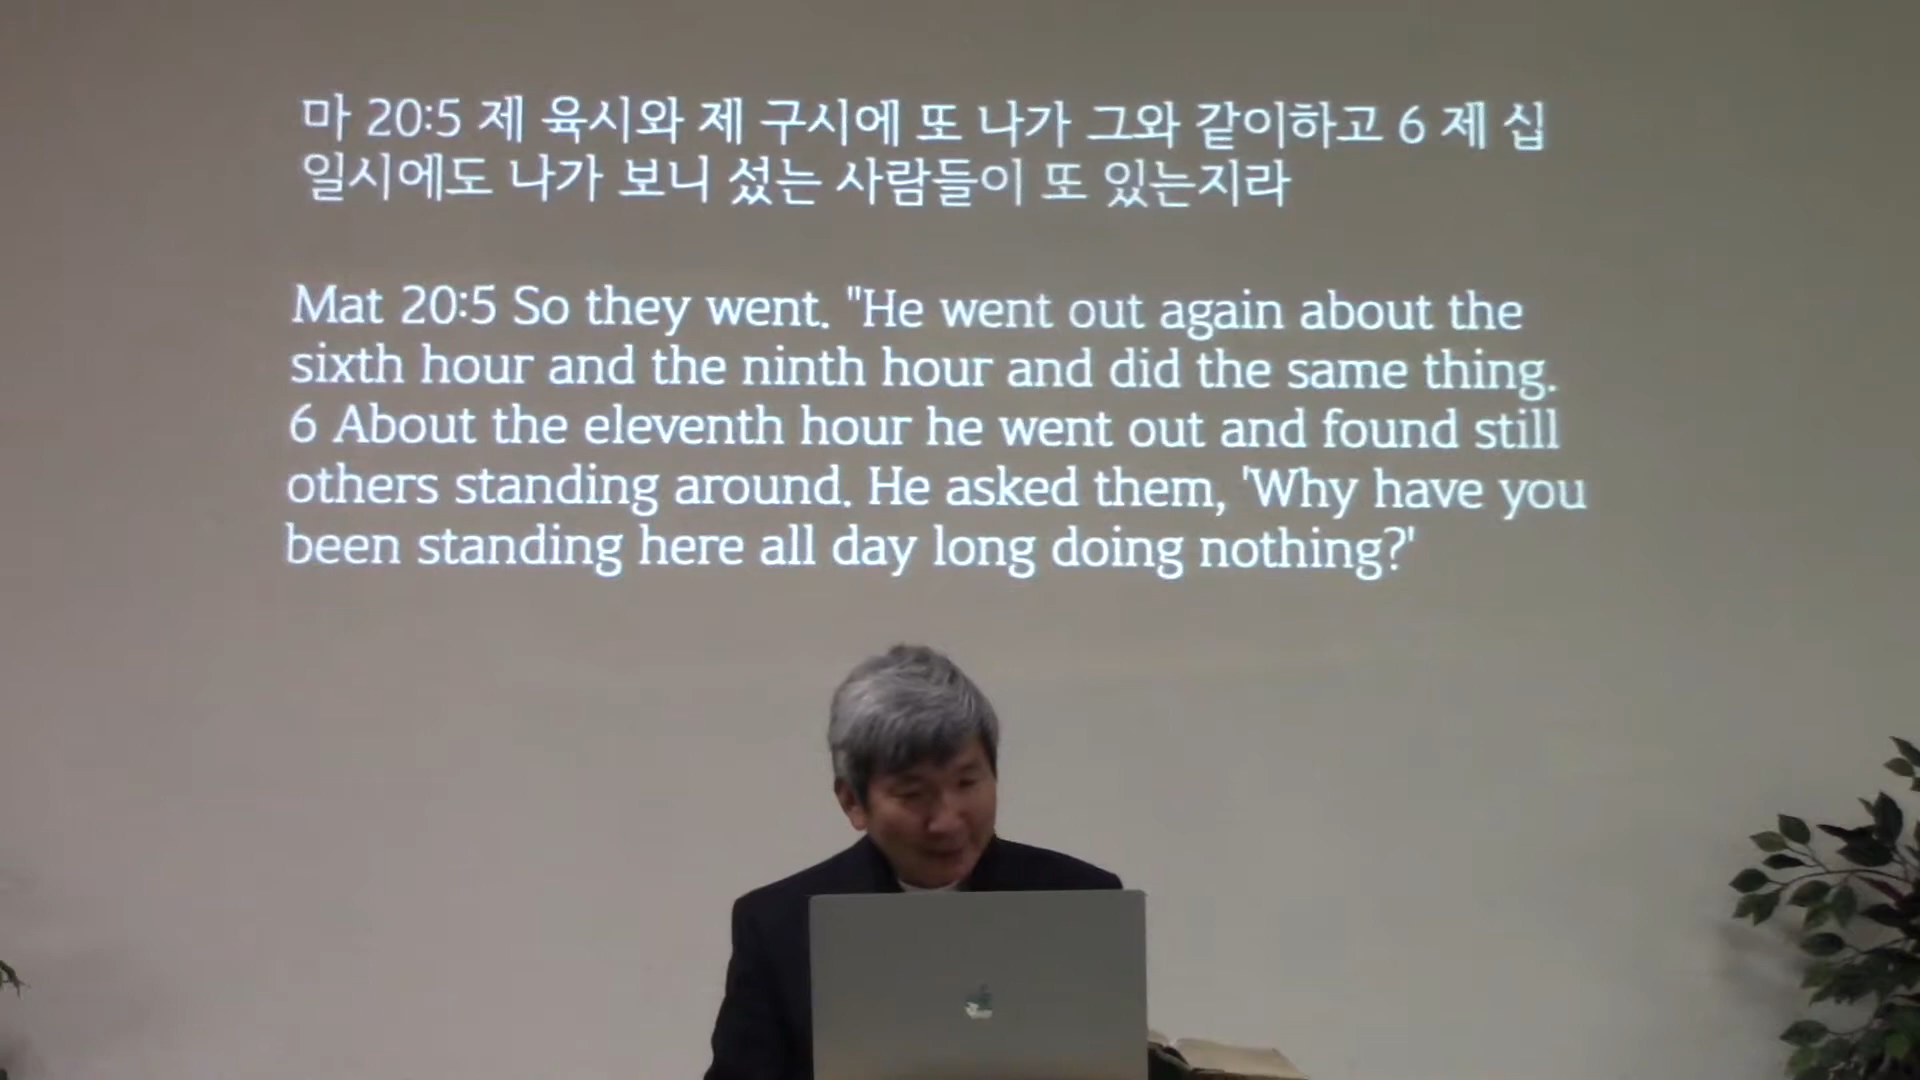 마 20:5 제 육시와 제 구시에 또 나가 그와 같이하고 6 제 십
일시에도 나가 보니 섰는 사람들이 또 있는지라
Mat 20:5 So they went. "He went out again about the
sixth hour and the ninth hour and did the same thing.
6 About the eleventh hour he went out and found still
others standing around. He asked them, 'Why have you
been standing here all day long doing nothing?'